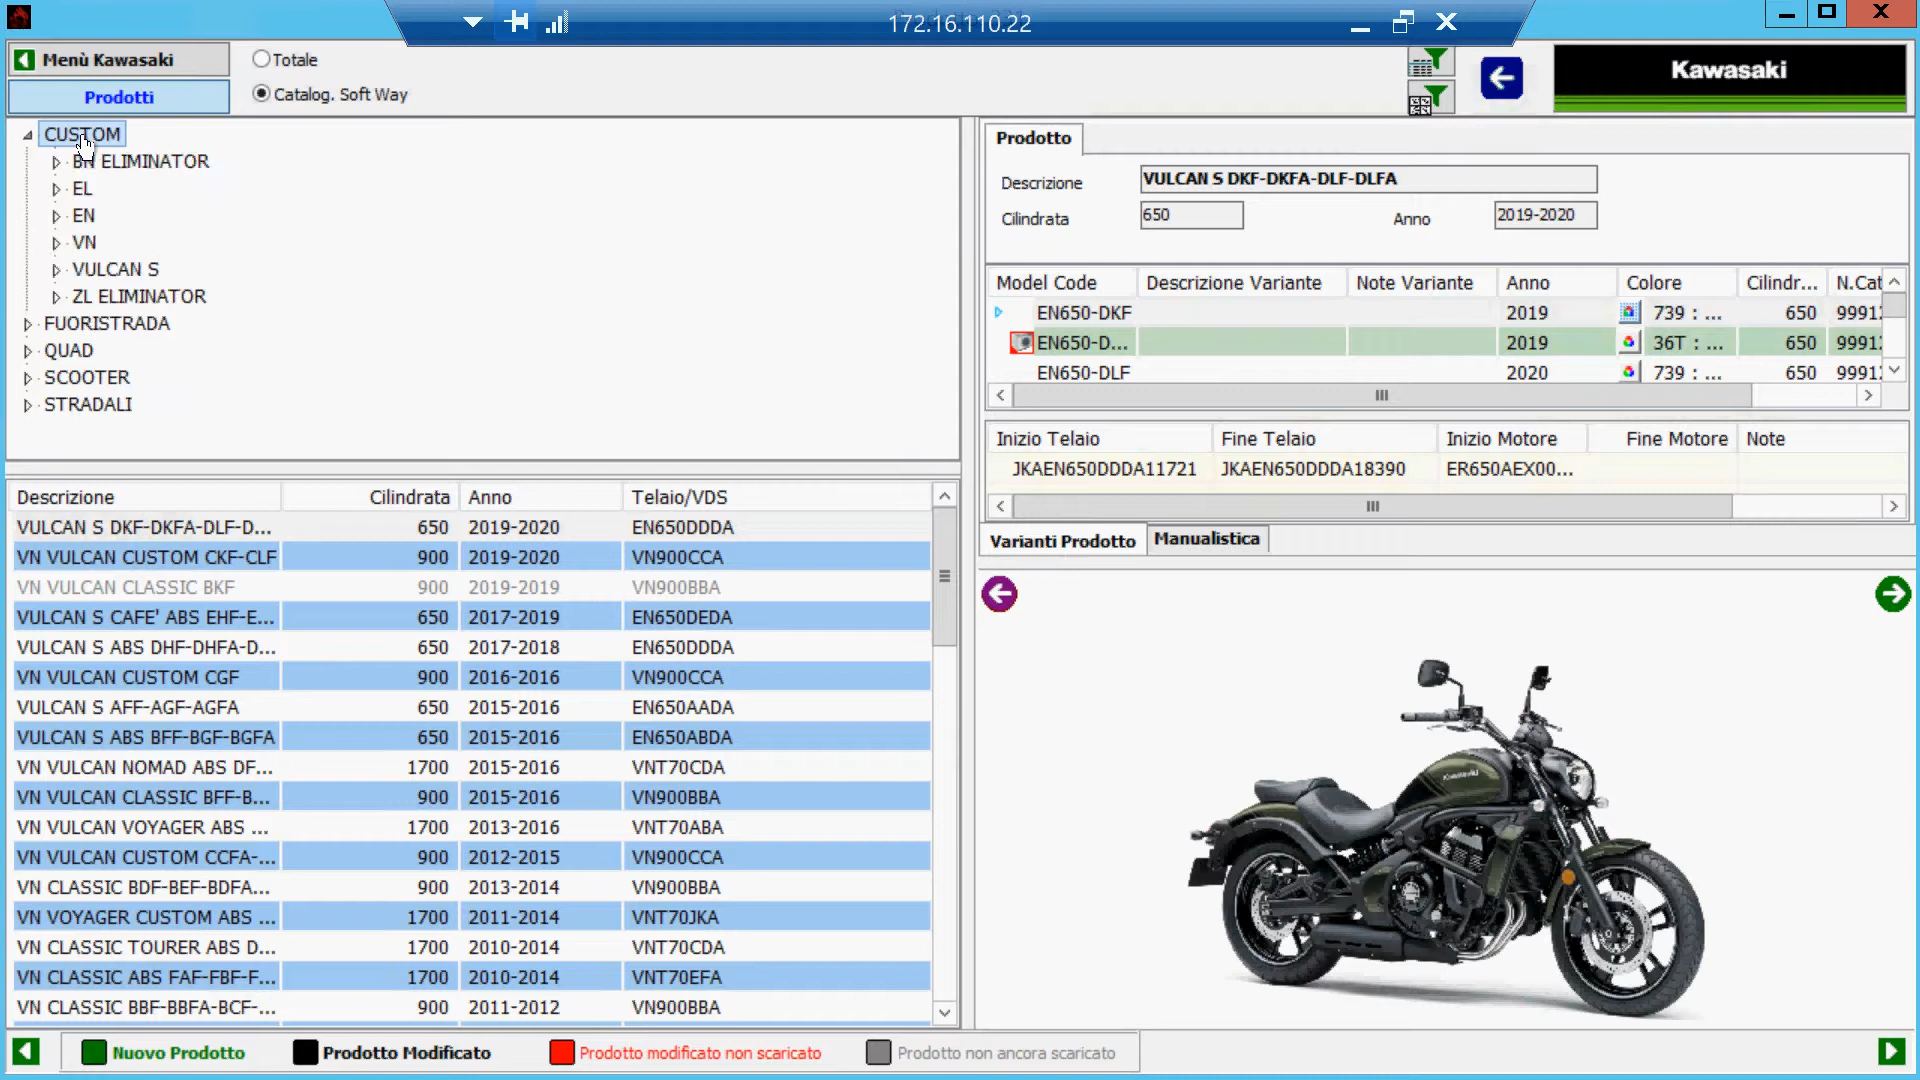 172.16.110.22
Menù Kawasaki
Totale
Prodotti
Catalog. Soft Way
Kawasaki
CUSTOM
BN ELIMINATOR
EL
EN
VN
VULCAN S
ZL ELIMINATOR
FUORISTRADA
QUAD
SCOOTER
STRADALI
Prodotto
Descrizione VULCAN S DKF-DKFA-DLF-DLFA
Cilindrata 650 Anno 2019-2020
Model Code Descrizione Variante Note Variante Anno Colore Cilindr... N.Cat
EN650-DKF 2019 739 : ... 650 9991
EN650-D... 2019 36T : ... 650 9991
EN650-DLF 2020 739 : ... 650 9991
Inizio Telaio Fine Telaio Inizio Motore Fine Motore Note
JKAEN650DDDA11721 JKAEN650DDDA18390 ER650AEX00...
Varianti Prodotto Manualistica
Kawasaki
Descrizione Cilindrata Anno Telaio/VDS
VULCAN S DKF-DKFA-DLF-D... 650 2019-2020 EN650DDDA
VN VULCAN CUSTOM CKF-CLF 900 2019-2020 VN900CCA
VN VULCAN CLASSIC BKF 900 2019-2019 VN900BBA
VULCAN S CAFE' ABS EHF-E... 650 2017-2019 EN650DEDA
VULCAN S ABS DHF-DHFA-D... 650 2017-2018 EN650DDDA
VN VULCAN CUSTOM CGF 900 2016-2016 VN900CCA
VULCAN S AFF-AGF-AGFA 650 2015-2016 EN650AADA
VULCAN S ABS BFF-BGF-BGFA 650 2015-2016 EN650ABDA
VN VULCAN NOMAD ABS DF... 1700 2015-2016 VNT70CDA
VN VULCAN CLASSIC BFF-B... 900 2015-2016 VN900BBA
VN VULCAN VOYAGER ABS ... 1700 2013-2016 VNT70ABA
VN VULCAN CUSTOM CCFA-... 900 2012-2015 VN900CCA
VN CLASSIC BDF-BEF-BDFA... 900 2013-2014 VN900BBA
VN VOYAGER CUSTOM ABS ... 1700 2011-2014 VNT70JKA
VN CLASSIC TOURER ABS D... 1700 2010-2014 VNT70CDA
VN CLASSIC ABS FAF-FBF-F... 1700 2010-2014 VNT70EFA
VN CLASSIC BBF-BBFA-BCF-... 900 2011-2012 VN900BBA
Nuovo Prodotto Prodotto Modificato Prodotto modificato non scaricato Prodotto non ancora scaricato